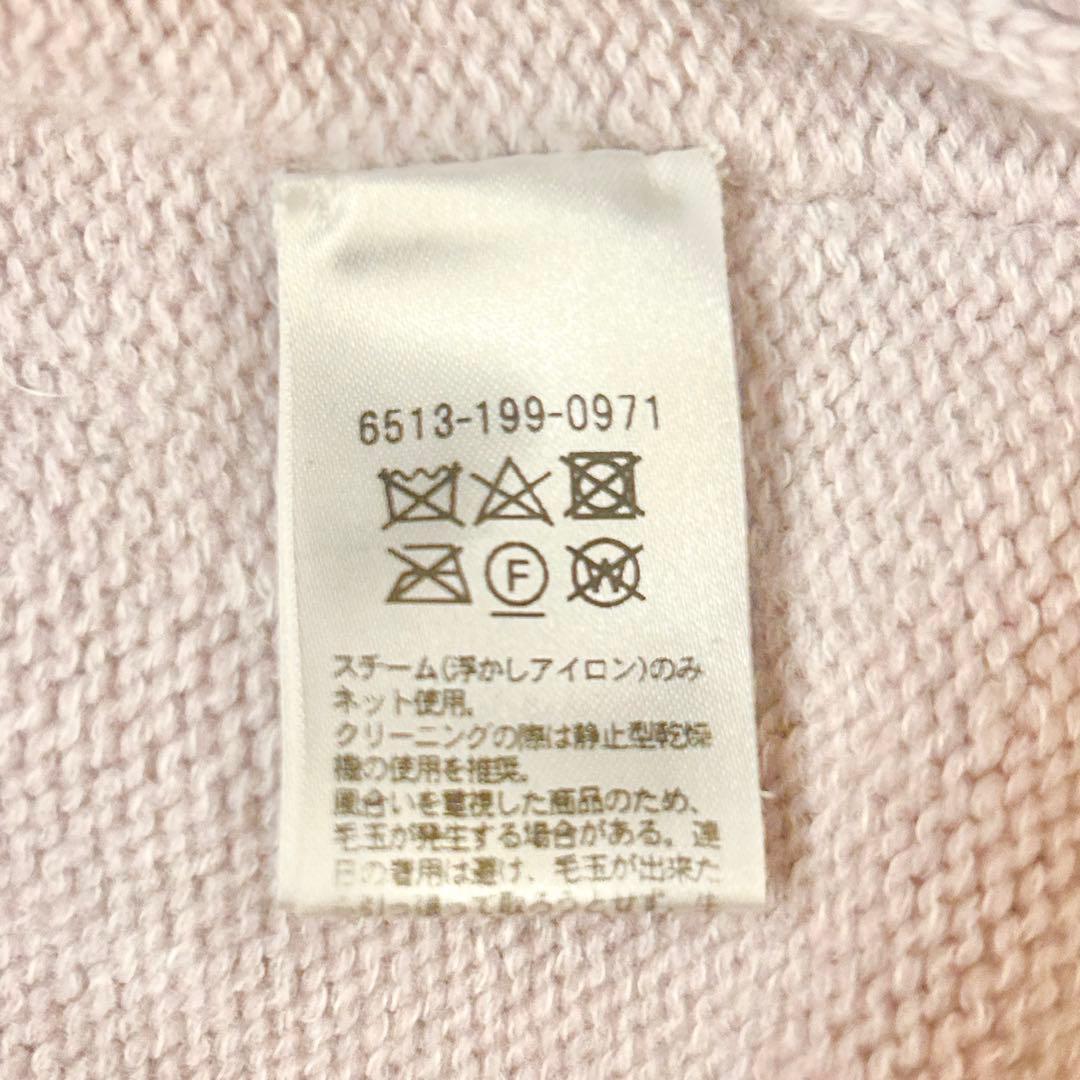 6513-199-0971
F
W
スチーム(浮かしアイロン)のみ
ネット使用。
クリーニングの際は静止型乾燥
機の使用を推奨。
風合いを重視した商品のため、
毛玉が発生する場合がある。連
日の着用は避け、毛玉が出来た